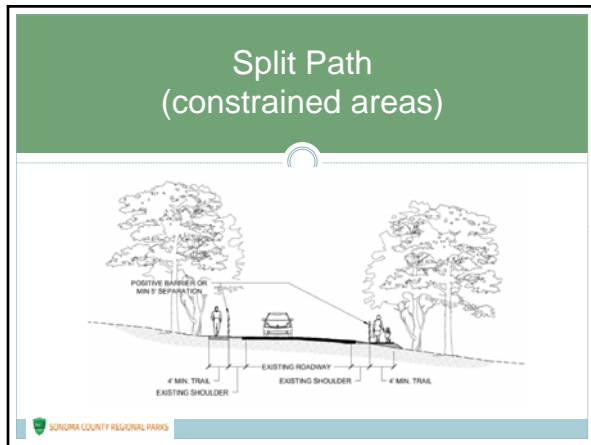 Split Path
(constrained areas)
POSITIVE BARRIER OR
MIN 5' SEPARATION
EXISTING ROADWAY
4' MIN. TRAIL
EXISTING SHOULDER
4' MIN. TRAIL
EXISTING SHOULDER
SONOMA COUNTY REGIONAL PARKS